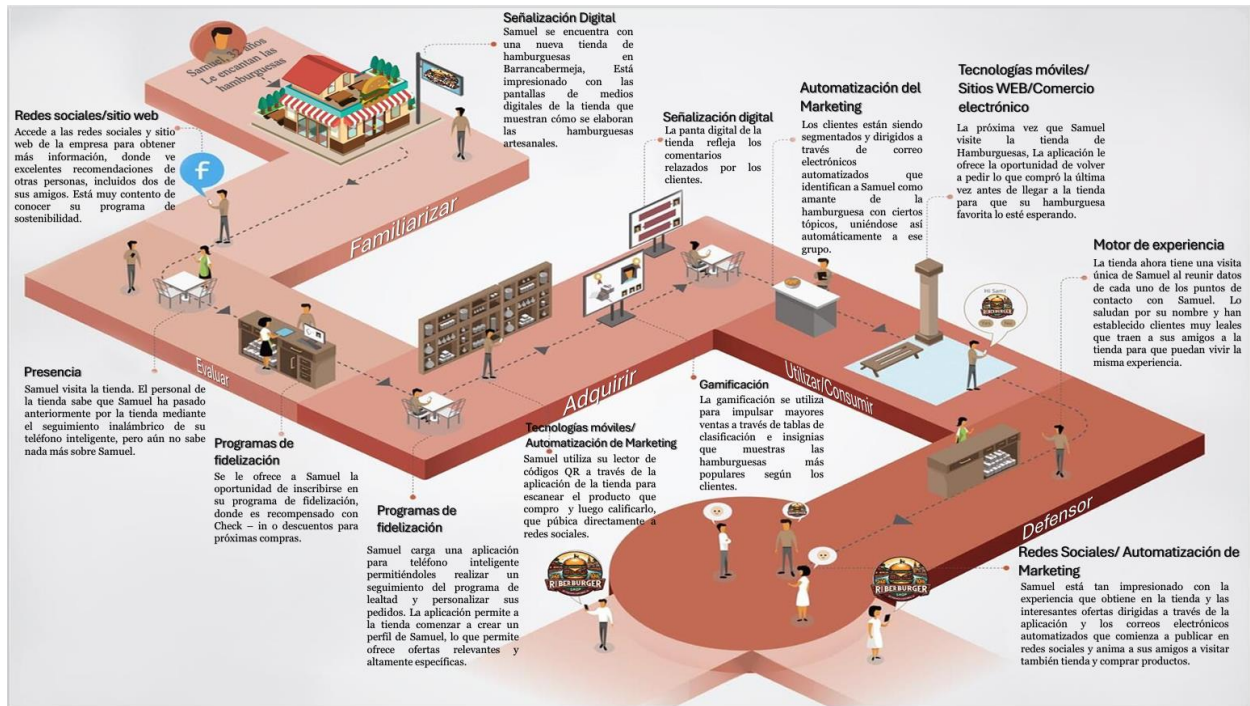 Samuel, 32 años
Le encantan las
hamburguesas
Señalización Digital
Samuel se encuentra con
una nueva tienda de
hamburguesas en
Barrancabermeja, Está
impresionado con las
pantallas de medios
digitales de la tienda que
muestran cómo se elaboran
las hamburguesas
artesanales.
Redes sociales/sitio web
Accede a las redes sociales y sitio
web de la empresa para obtener
más información, donde ve
excelentes recomendaciones de
otras personas, incluidos dos de
sus amigos. Está muy contento de
conocer su programa de
sostenibilidad.
f
Familiarizar
Señalización digital
La panta digital de la
tienda refleja los
comentarios
relazados por los
clientes.
Automatización del
Marketing
Los clientes están siendo
segmentados y dirigidos a
través de correo
electrónicos
automatizados que
identifican a Samuel como
amante de la
hamburguesa con ciertos
tópicos, uniéndose así
automáticamente a ese
grupo.
Tecnologías móviles/
Sitios WEB/Comercio
electrónico
La próxima vez que Samuel
visite la tienda de
Hamburguesas, La aplicación le
ofrece la oportunidad de volver
a pedir lo que compró la última
vez antes de llegar a la tienda
para que su hamburguesa
favorita lo esté esperando.
Motor de experiencia
La tienda ahora tiene una visita
única de Samuel al reunir datos
de cada uno de los puntos de
contacto con Samuel. Lo
saludan por su nombre y han
establecido clientes muy leales
que traen a sus amigos a la
tienda para que puedan vivir la
misma experiencia.
Presencia
Samuel visita la tienda. El personal de
la tienda sabe que Samuel ha pasado
anteriormente por la tienda mediante
el seguimiento inalámbrico de su
teléfono inteligente, pero aún no sabe
nada más sobre Samuel.
Evaluar
Programas de
fidelización
Se le ofrece a Samuel la
oportunidad de inscribirse en
su programa de fidelización,
donde es recompensado con
Check – in o descuentos para
próximas compras.
Programas de
fidelización
Samuel carga una aplicación
para teléfono inteligente
permitiéndoles realizar un
seguimiento del programa de
lealtad y personalizar sus
pedidos. La aplicación permite a
la tienda comenzar a crear un
perfil de Samuel, lo que permite
ofrece ofertas relevantes y
altamente específicas.
Adquirir
Tecnologías móviles/
Automatización de Marketing
Samuel utiliza su lector de
códigos QR a través de la
aplicación de la tienda para
escanear el producto que
compro y luego calificarlo,
que púbica directamente a
redes sociales.
Gamificación
La gamificación se utiliza
para impulsar mayores
ventas a través de tablas de
clasificación e insignias
que muestras las
hamburguesas más
populares según los
clientes.
Utilizar/Consumir
Defensor
RIBERBURGER
RIBERBURGER
Redes Sociales/ Automatización de
Marketing
Samuel está tan impresionado con la
experiencia que obtiene en la tienda y las
interesantes ofertas dirigidas a través de la
aplicación y los correos electrónicos
automatizados que comienza a publicar en
redes sociales y anima a sus amigos a visitar
también tienda y comprar productos.